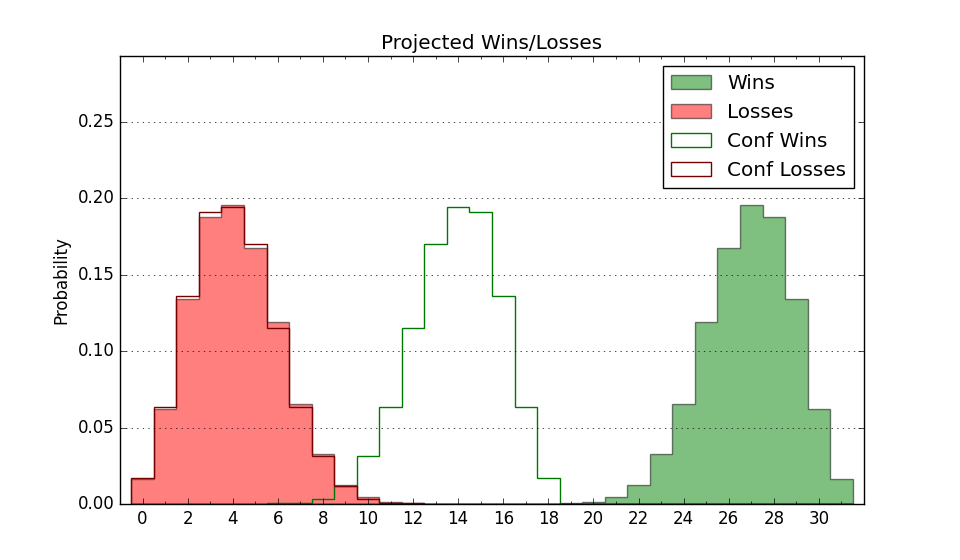 Projected Wins/Losses
Wins
Losses
Conf Wins
Conf Losses
Probability
0.25
0.20
0.15
0.10
0.05
0.00
0 2 4 6 8 10 12 14 16 18 20 22 24 26 28 30